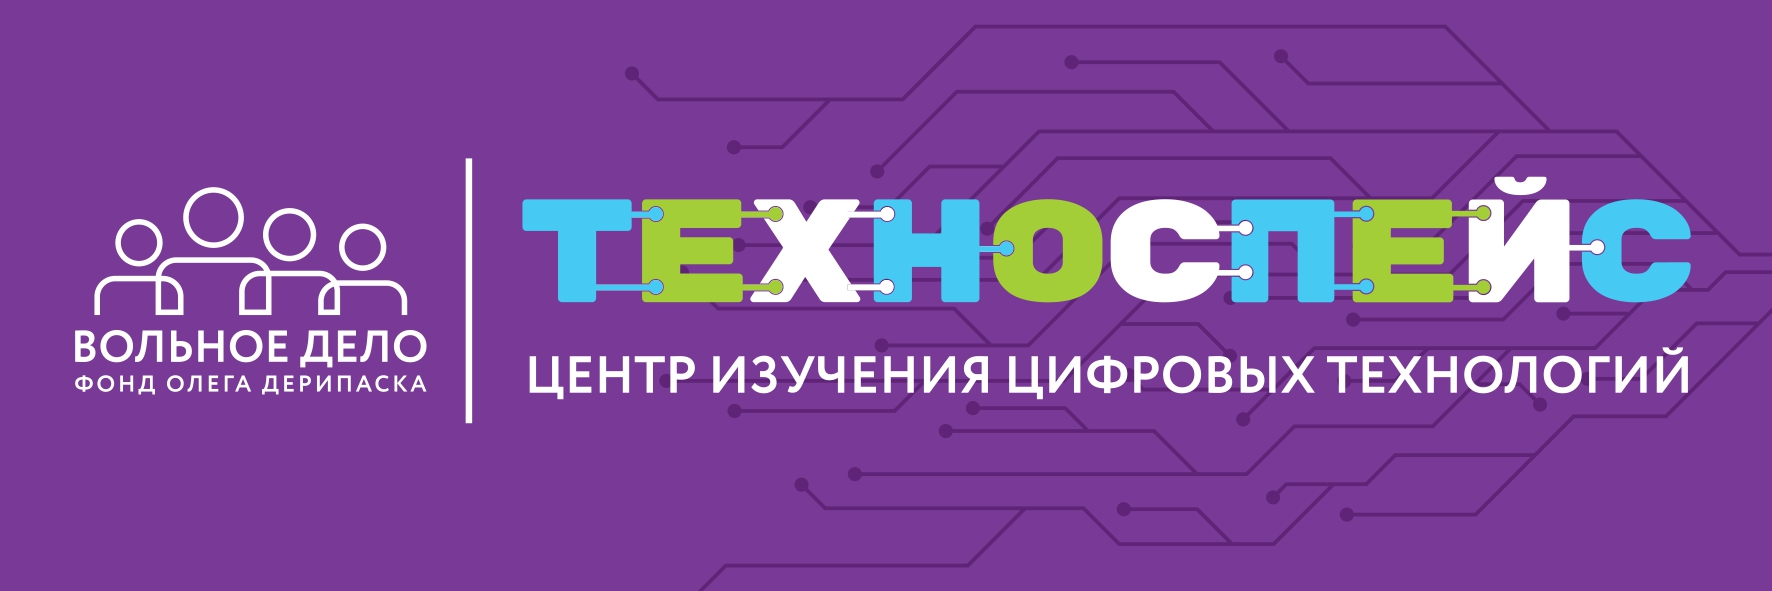 ВОЛЬНОЕ ДЕЛО
ФОНД ОЛЕГА ДЕРИПАСКА
ТЕХНОСПЕЙС
ЦЕНТР ИЗУЧЕНИЯ ЦИФРОВЫХ ТЕХНОЛОГИЙ